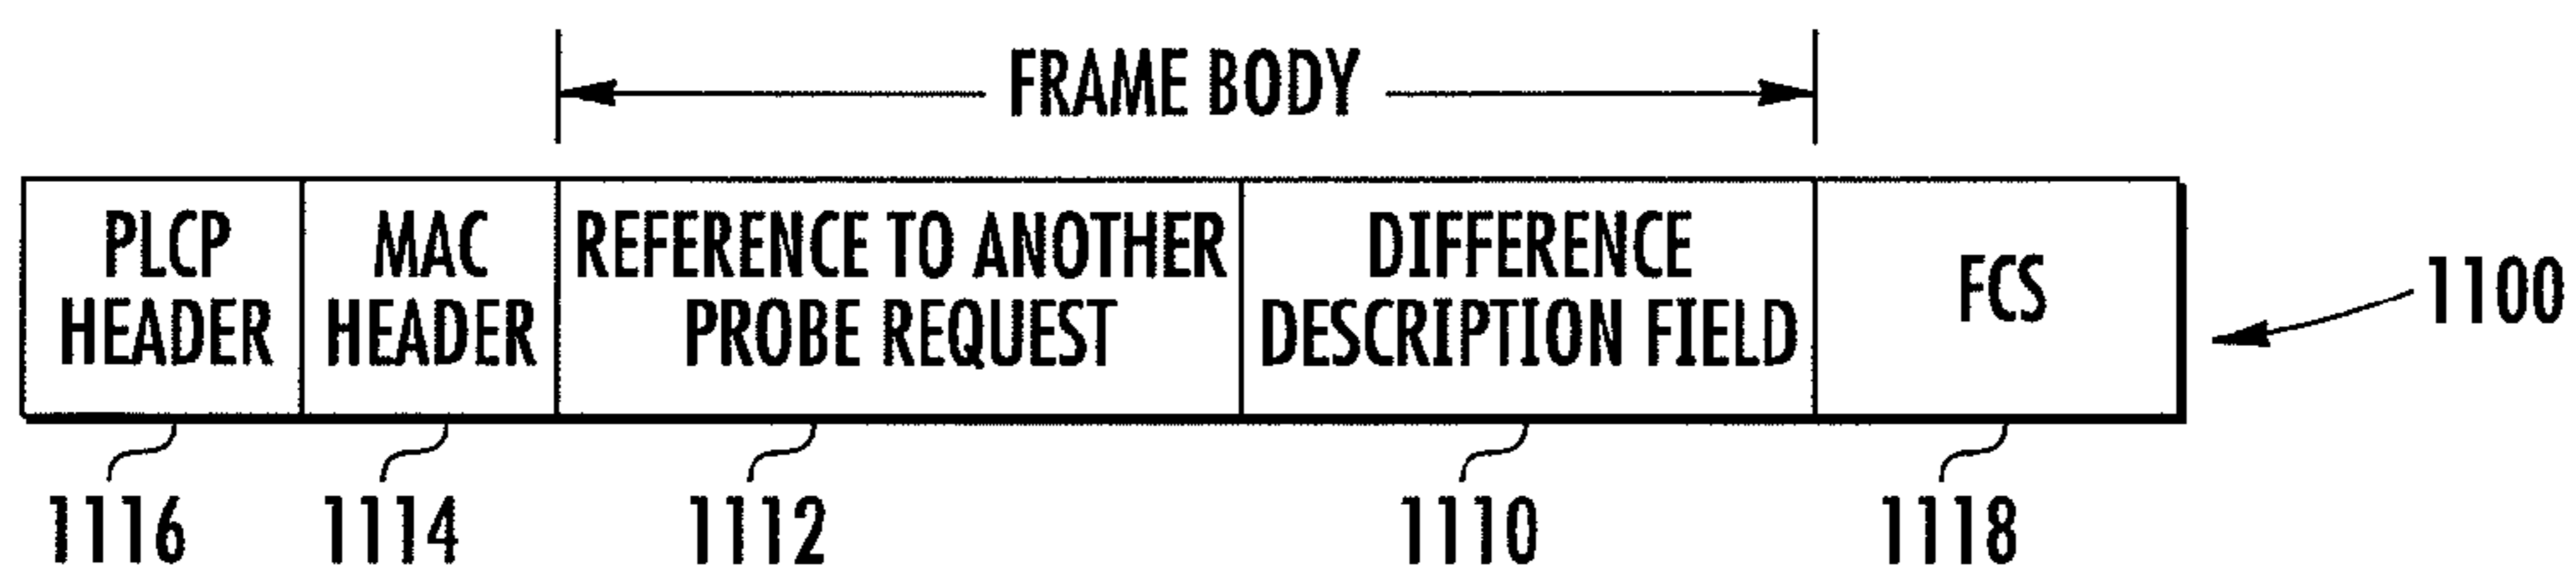 FRAME BODY
PLCP
HEADER
MAC
HEADER
REFERENCE TO ANOTHER
PROBE REQUEST
DIFFERENCE
DESCRIPTION FIELD
FCS
1100
1116
1114
1112
1110
1118